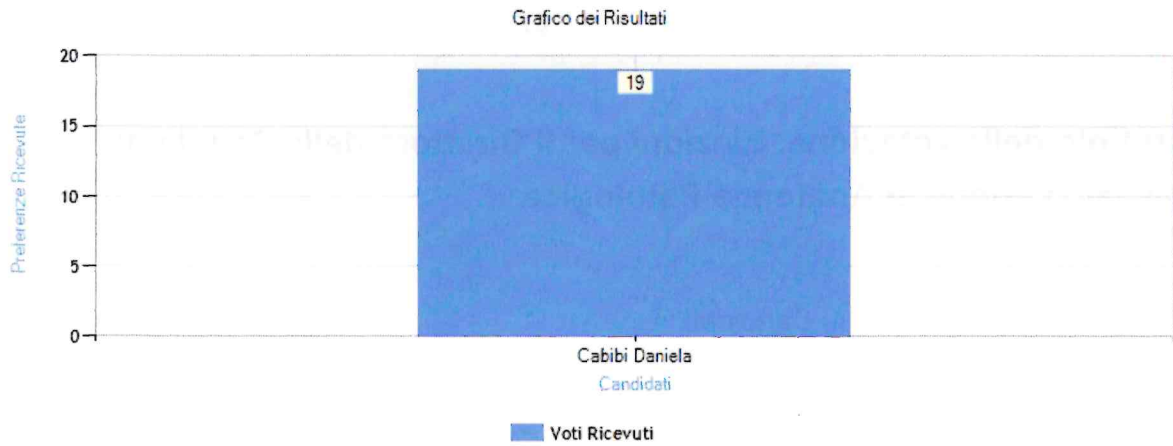 Grafico dei Risultati
20
15
10
5
0
Preferenze Ricevute
19
Cabibi Daniela
Candidati
Voti Ricevuti